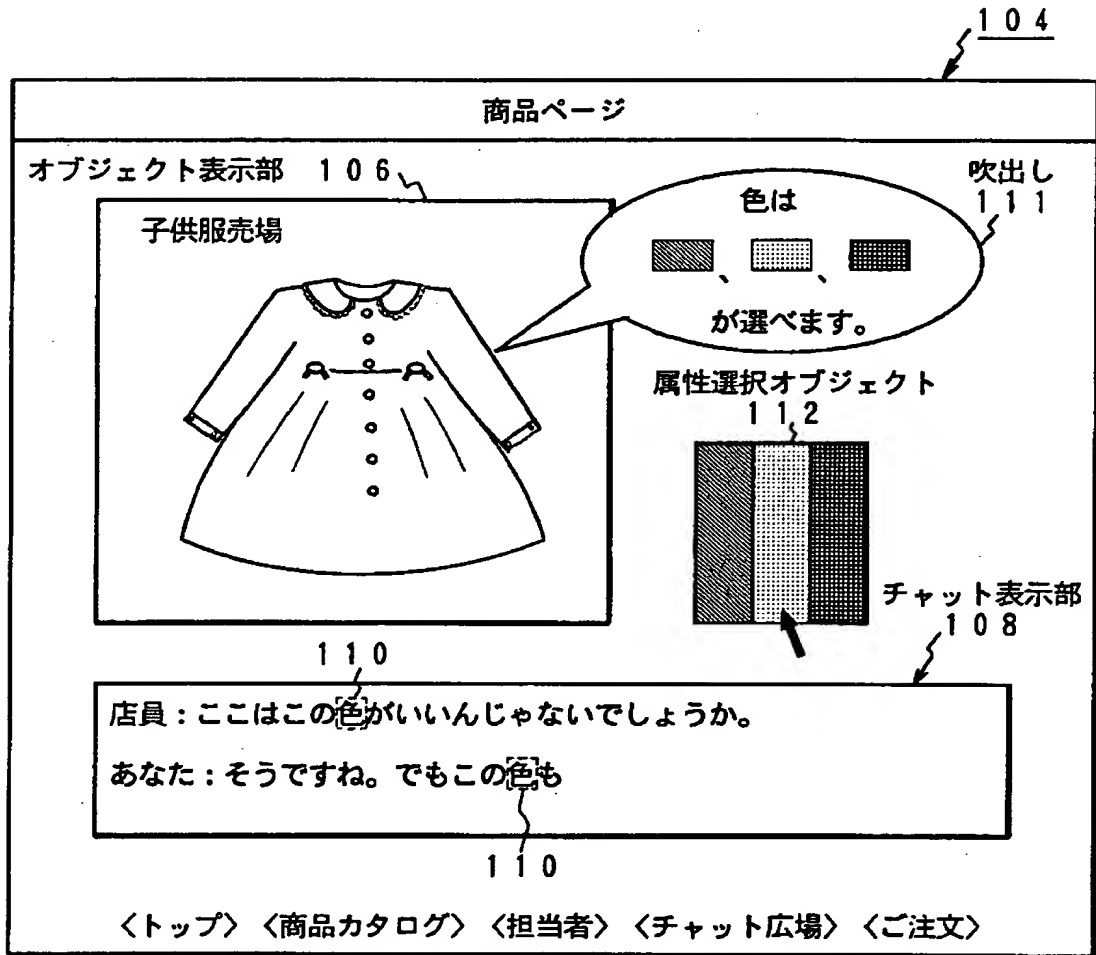 104
商品ページ
オブジェクト表示部 106
吹出し
111
子供服売場
色は
、 、
が選べます。
属性選択オブジェクト
112
チャット表示部
108
110
店員:ここはこの色がいいんじゃないでしょうか。
あなた:そうですね。でもこの色も
110
〈トップ〉〈商品カタログ〉〈担当者〉〈チャット広場〉〈ご注文〉